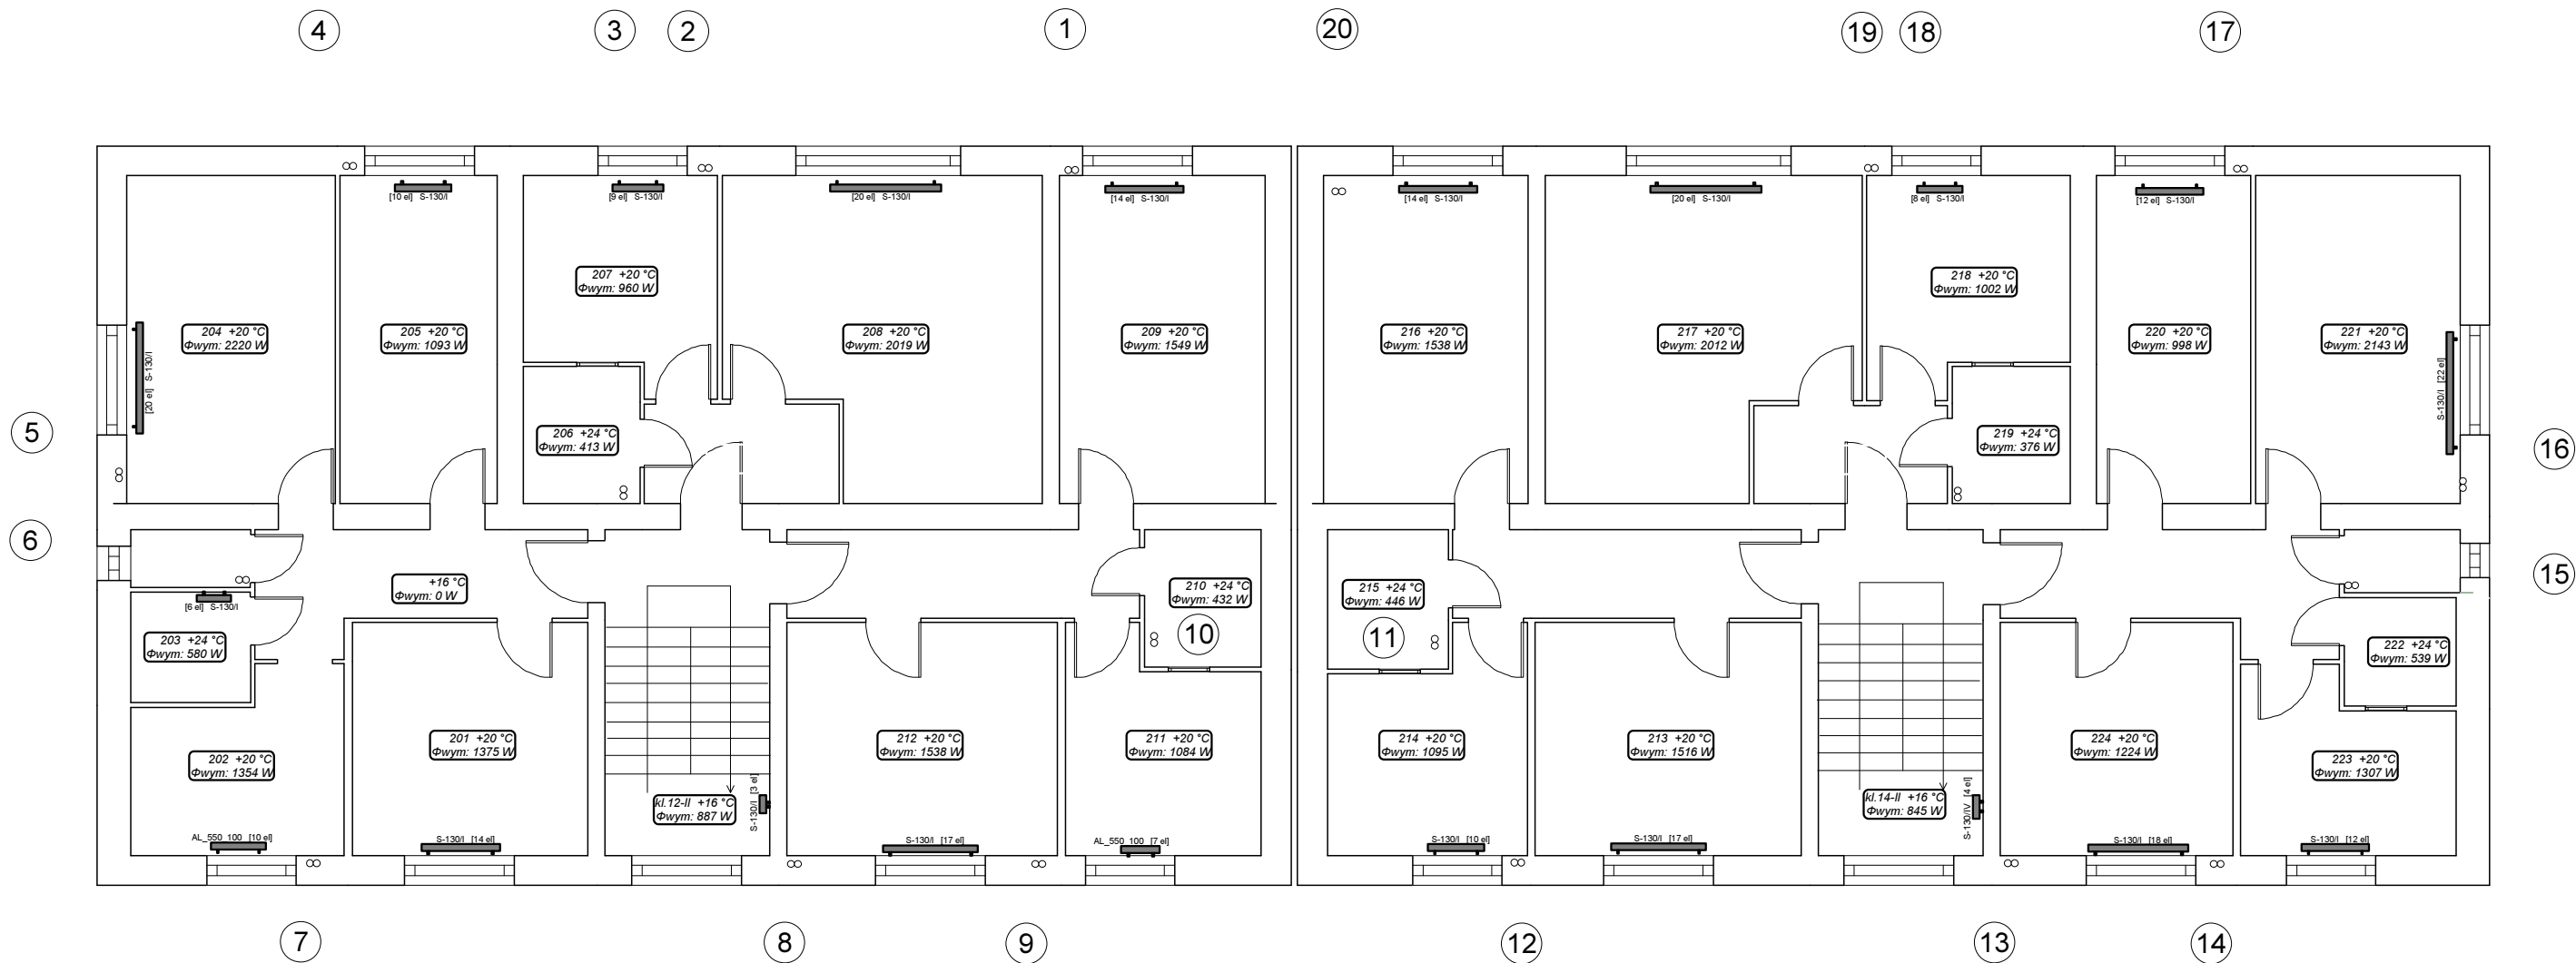 4
3
2
1
20
19
18
17
[10 el] S-130/I
[9 el] S-130/I
[20 el] S-130/I
[14 el] S-130/I
[14 el] S-130/I
[20 el] S-130/I
[8 el] S-130/I
[12 el] S-130/I
207 +20 °C
Φwym: 960 W
218 +20 °C
Φwym: 1002 W
204 +20 °C
Φwym: 2220 W
205 +20 °C
Φwym: 1093 W
208 +20 °C
Φwym: 2019 W
209 +20 °C
Φwym: 1549 W
216 +20 °C
Φwym: 1538 W
217 +20 °C
Φwym: 2012 W
220 +20 °C
Φwym: 998 W
221 +20 °C
Φwym: 2143 W
[20 el] S-130/I
S-130/I [22 el]
5
206 +24 °C
Φwym: 413 W
219 +24 °C
Φwym: 376 W
16
6
+16 °C
Φwym: 0 W
210 +24 °C
Φwym: 432 W
215 +24 °C
Φwym: 446 W
15
[6 el] S-130/I
203 +24 °C
Φwym: 580 W
10
11
222 +24 °C
Φwym: 539 W
202 +20 °C
Φwym: 1354 W
201 +20 °C
Φwym: 1375 W
212 +20 °C
Φwym: 1538 W
211 +20 °C
Φwym: 1084 W
214 +20 °C
Φwym: 1095 W
213 +20 °C
Φwym: 1516 W
224 +20 °C
Φwym: 1224 W
223 +20 °C
Φwym: 1307 W
kl.12-II +16 °C
Φwym: 887 W
S-130/I [3 el]
kl.14-II +16 °C
Φwym: 845 W
S-130/IV [4 el]
AL_550_100 [10 el]
S-130/I [14 el]
S-130/I [17 el]
AL_550_100 [7 el]
S-130/I [10 el]
S-130/I [17 el]
S-130/I [18 el]
S-130/I [12 el]
7
8
9
12
13
14